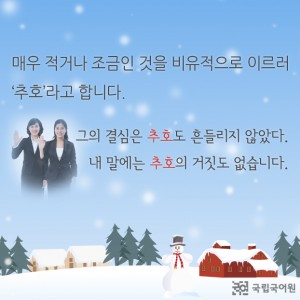 매우 적거나 조금인 것을 비유적으로 이르러
‘추호’라고 합니다.
그의 결심은 추호도 흔들리지 않았다.
내 말에는 추호의 거짓도 없습니다.
국립국어원